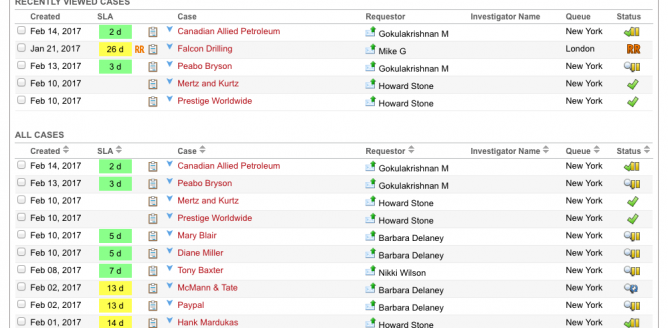 RECENTLY VIEWED CASES
Created SLA Case Requestor Investigator Name Queue Status
Feb 14, 2017 2 d Canadian Allied Petroleum Gokulakrishnan M New York
Jan 21, 2017 26 d RR Falcon Drilling Mike G London RR
Feb 13, 2017 3 d Peabo Bryson Gokulakrishnan M New York
Feb 10, 2017 Mertz and Kurtz Howard Stone New York
Feb 10, 2017 Prestige Worldwide Howard Stone New York
ALL CASES
Created SLA Case Requestor Investigator Name Queue Status
Feb 14, 2017 2 d Canadian Allied Petroleum Gokulakrishnan M New York
Feb 13, 2017 3 d Peabo Bryson Gokulakrishnan M New York
Feb 10, 2017 Mertz and Kurtz Howard Stone New York
Feb 10, 2017 Prestige Worldwide Howard Stone New York
Feb 10, 2017 5 d Mary Blair Barbara Delaney New York
Feb 10, 2017 5 d Diane Miller Barbara Delaney New York
Feb 08, 2017 7 d Tony Baxter Nikki Wilson New York
Feb 02, 2017 13 d McMann & Tate Barbara Delaney New York
Feb 02, 2017 13 d Paypal Barbara Delaney New York
Feb 01, 2017 14 d Hank Mardukas Howard Stone New York